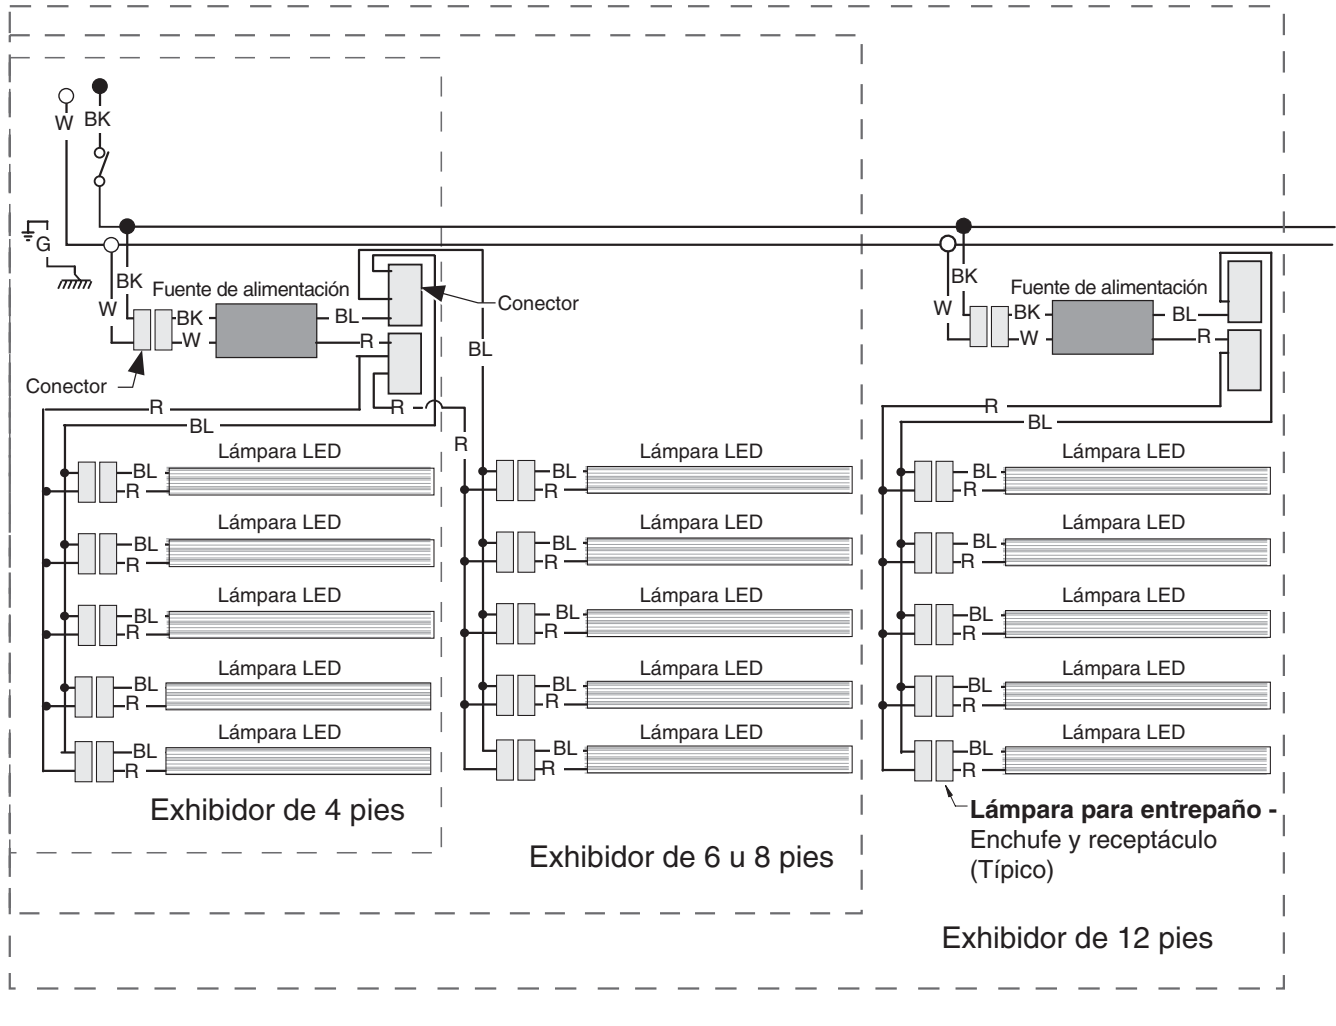 W
BK
G
BK
W
Fuente de alimentación
BK
W
BL
R
Conector
Conector
BL
R
BL
R
R
BK
W
Fuente de alimentación
BK
W
BL
R
R
BL
Lámpara LED
BL
R
Lámpara LED
BL
R
Lámpara LED
BL
R
Lámpara LED
BL
R
Lámpara LED
BL
R
Exhibidor de 4 pies
Lámpara LED
BL
R
Lámpara LED
BL
R
Lámpara LED
BL
R
Lámpara LED
BL
R
Lámpara LED
BL
R
Exhibidor de 6 u 8 pies
Lámpara LED
BL
R
Lámpara LED
BL
R
Lámpara LED
BL
R
Lámpara LED
BL
R
Lámpara LED
BL
R
Lámpara para entrepaño -
Enchufe y receptáculo
(Típico)
Exhibidor de 12 pies